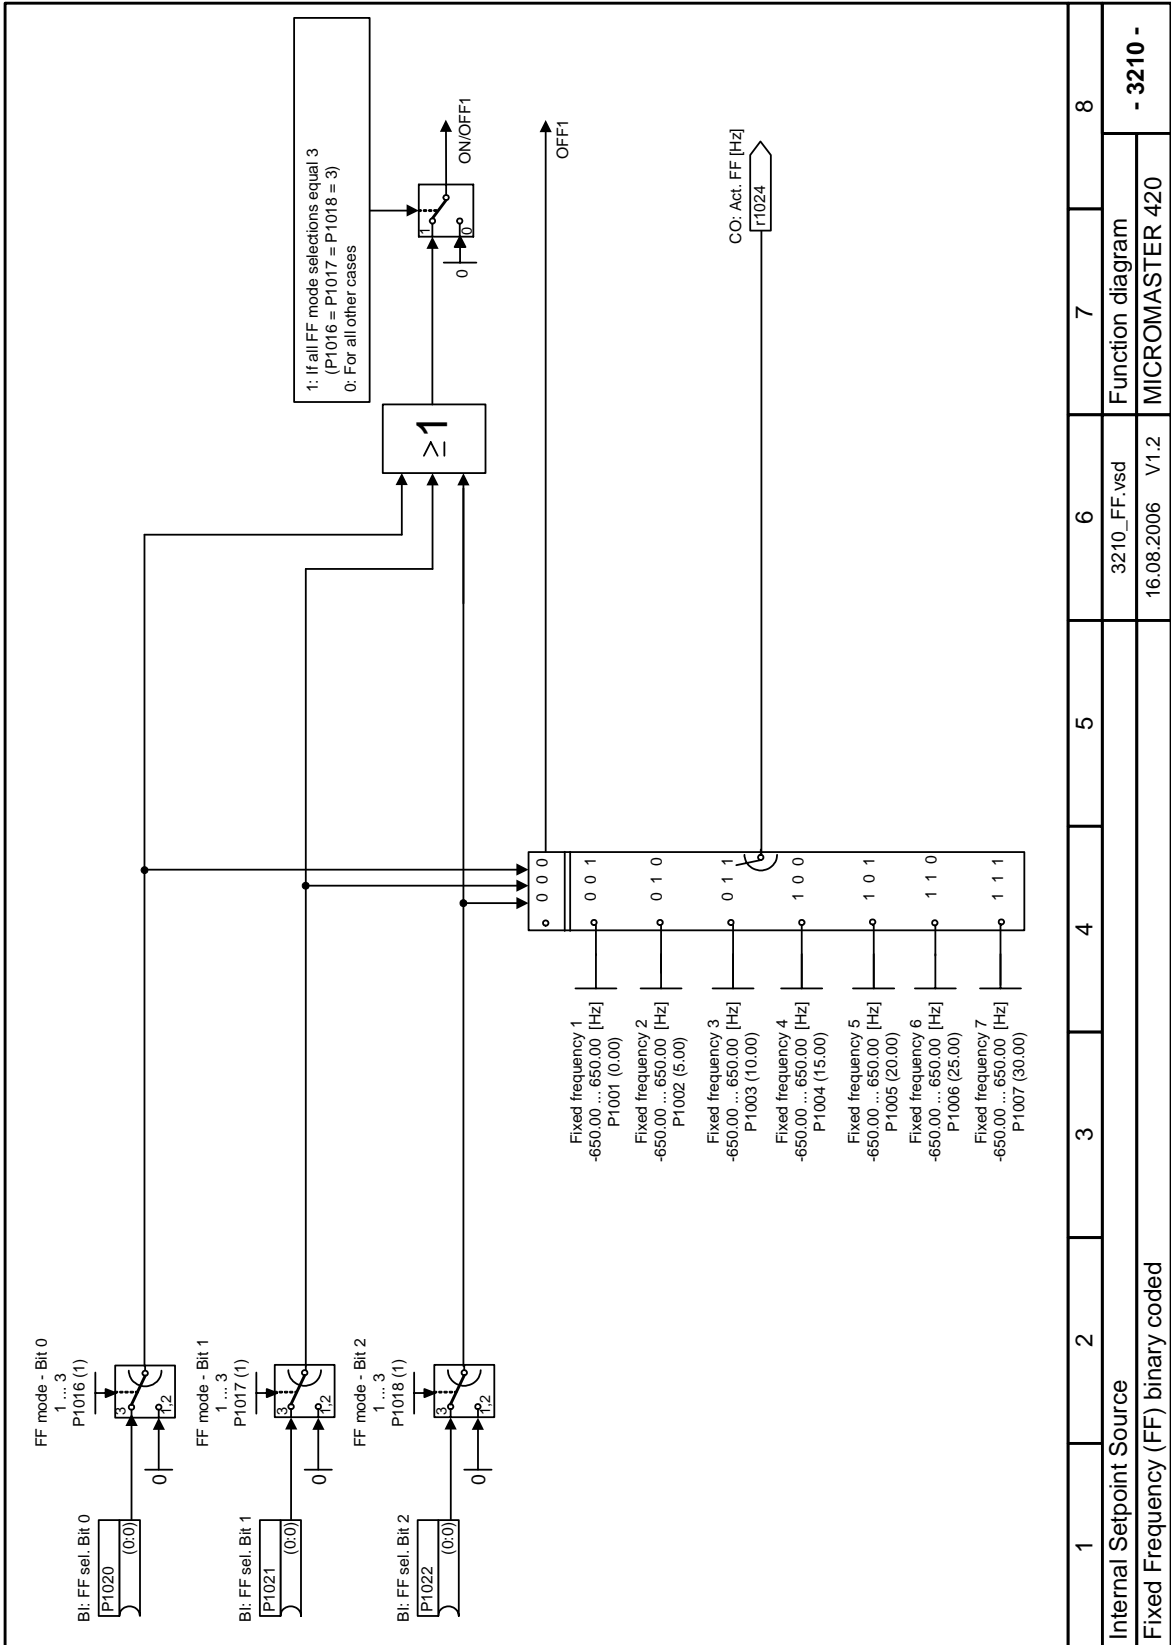 FF mode - Bit 0
1 ... 3
P1016 (1)
BI: FF sel. Bit 0
P1020
(0:0)
3
1,2
0
FF mode - Bit 1
1 ... 3
P1017 (1)
BI: FF sel. Bit 1
P1021
(0:0)
3
1,2
0
FF mode - Bit 2
1 ... 3
P1018 (1)
BI: FF sel. Bit 2
P1022
(0:0)
3
1,2
0
≥1
1: If all FF mode selections equal 3
(P1016 = P1017 = P1018 = 3)
0: For all other cases
1
0
0
ON/OFF1
OFF1
0 0 0
0 0 1
0 1 0
0 1 1
1 0 0
1 0 1
1 1 0
1 1 1
Fixed frequency 1
-650.00 ... 650.00 [Hz]
P1001 (0.00)
Fixed frequency 2
-650.00 ... 650.00 [Hz]
P1002 (5.00)
Fixed frequency 3
-650.00 ... 650.00 [Hz]
P1003 (10.00)
Fixed frequency 4
-650.00 ... 650.00 [Hz]
P1004 (15.00)
Fixed frequency 5
-650.00 ... 650.00 [Hz]
P1005 (20.00)
Fixed frequency 6
-650.00 ... 650.00 [Hz]
P1006 (25.00)
Fixed frequency 7
-650.00 ... 650.00 [Hz]
P1007 (30.00)
CO: Act. FF [Hz]
r1024
1 2 3 4 5 6 7 8
Internal Setpoint Source
3210_FF.vsd
Function diagram
- 3210 -
Fixed Frequency (FF) binary coded
16.08.2006 V1.2
MICROMASTER 420